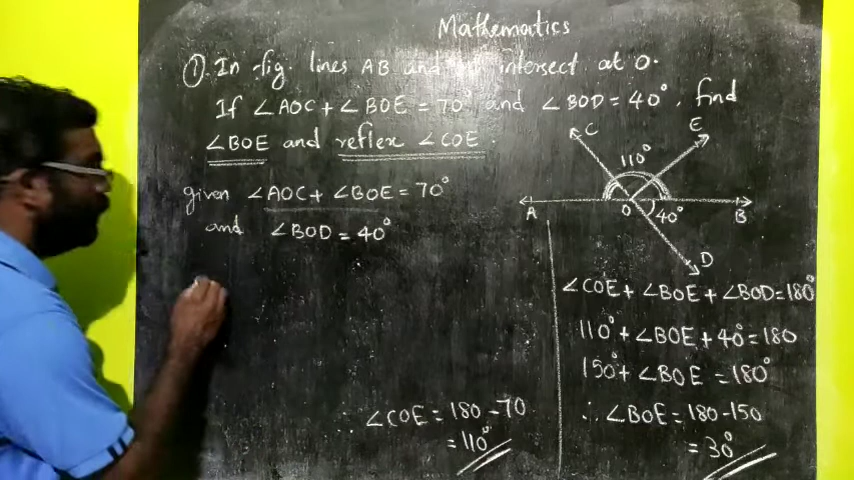 Mathematics
① In fig. lines AB and intersect at O.
If ∠AOC + ∠BOE = 70° and ∠BOD = 40°, find
∠BOE and reflex ∠COE.
given ∠AOC + ∠BOE = 70°
and ∠BOD = 40°
∴ ∠COE = 180 - 70
= 110°
C
E
110°
A
O
40°
B
D
∠COE + ∠BOE + ∠BOD = 180°
110° + ∠BOE + 40° = 180
150° + ∠BOE = 180°
∴ ∠BOE = 180 - 150
= 30°